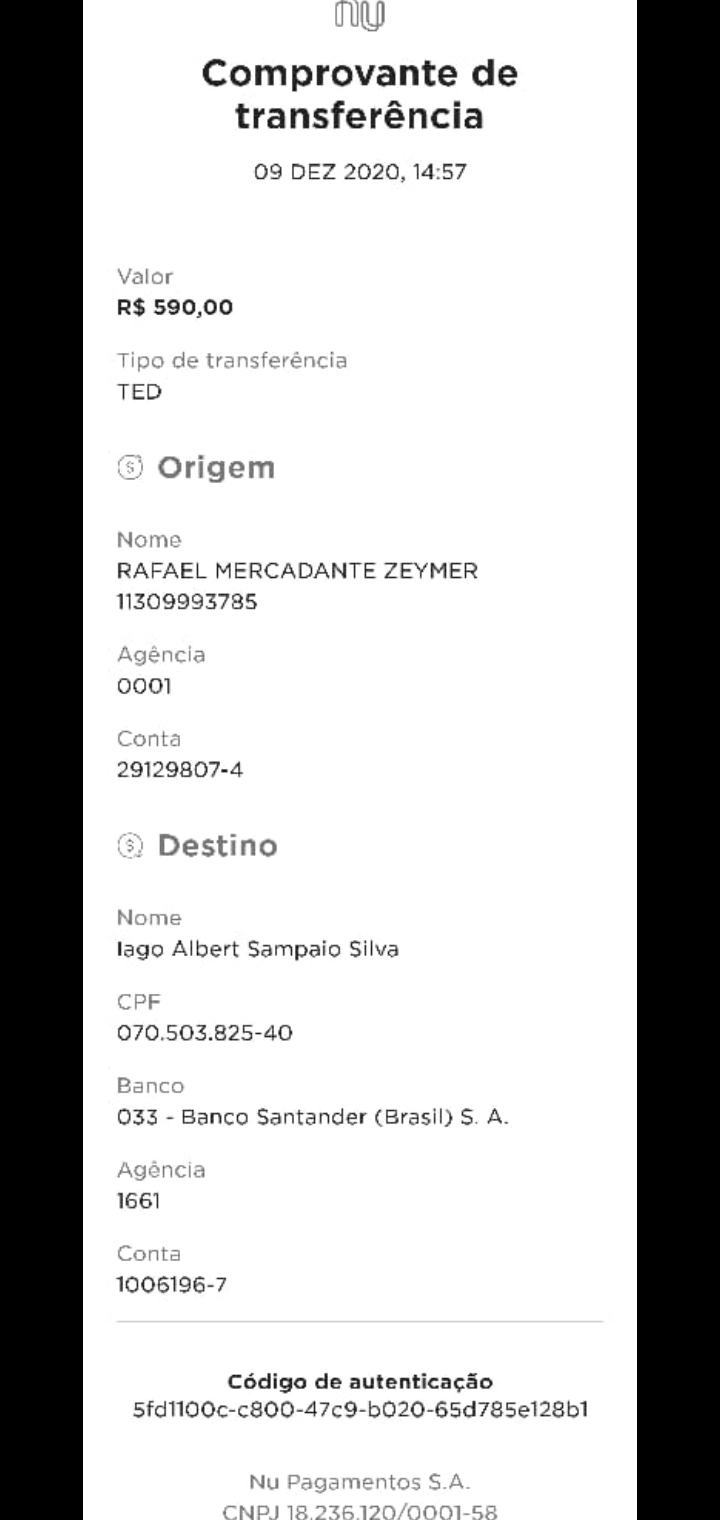 nu
Comprovante de
transferência
09 DEZ 2020, 14:57
Valor
R$ 590,00
Tipo de transferência
TED
Origem
Nome
RAFAEL MERCADANTE ZEYMER
11309993785
Agência
0001
Conta
29129807-4
Destino
Nome
Iago Albert Sampaio Silva
CPF
070.503.825-40
Banco
033 - Banco Santander (Brasil) S. A.
Agência
1661
Conta
1006196-7
Código de autenticação
5fd1100c-c800-47c9-b020-65d785e128b1
Nu Pagamentos S.A.
CNPJ 18.236.120/0001-58